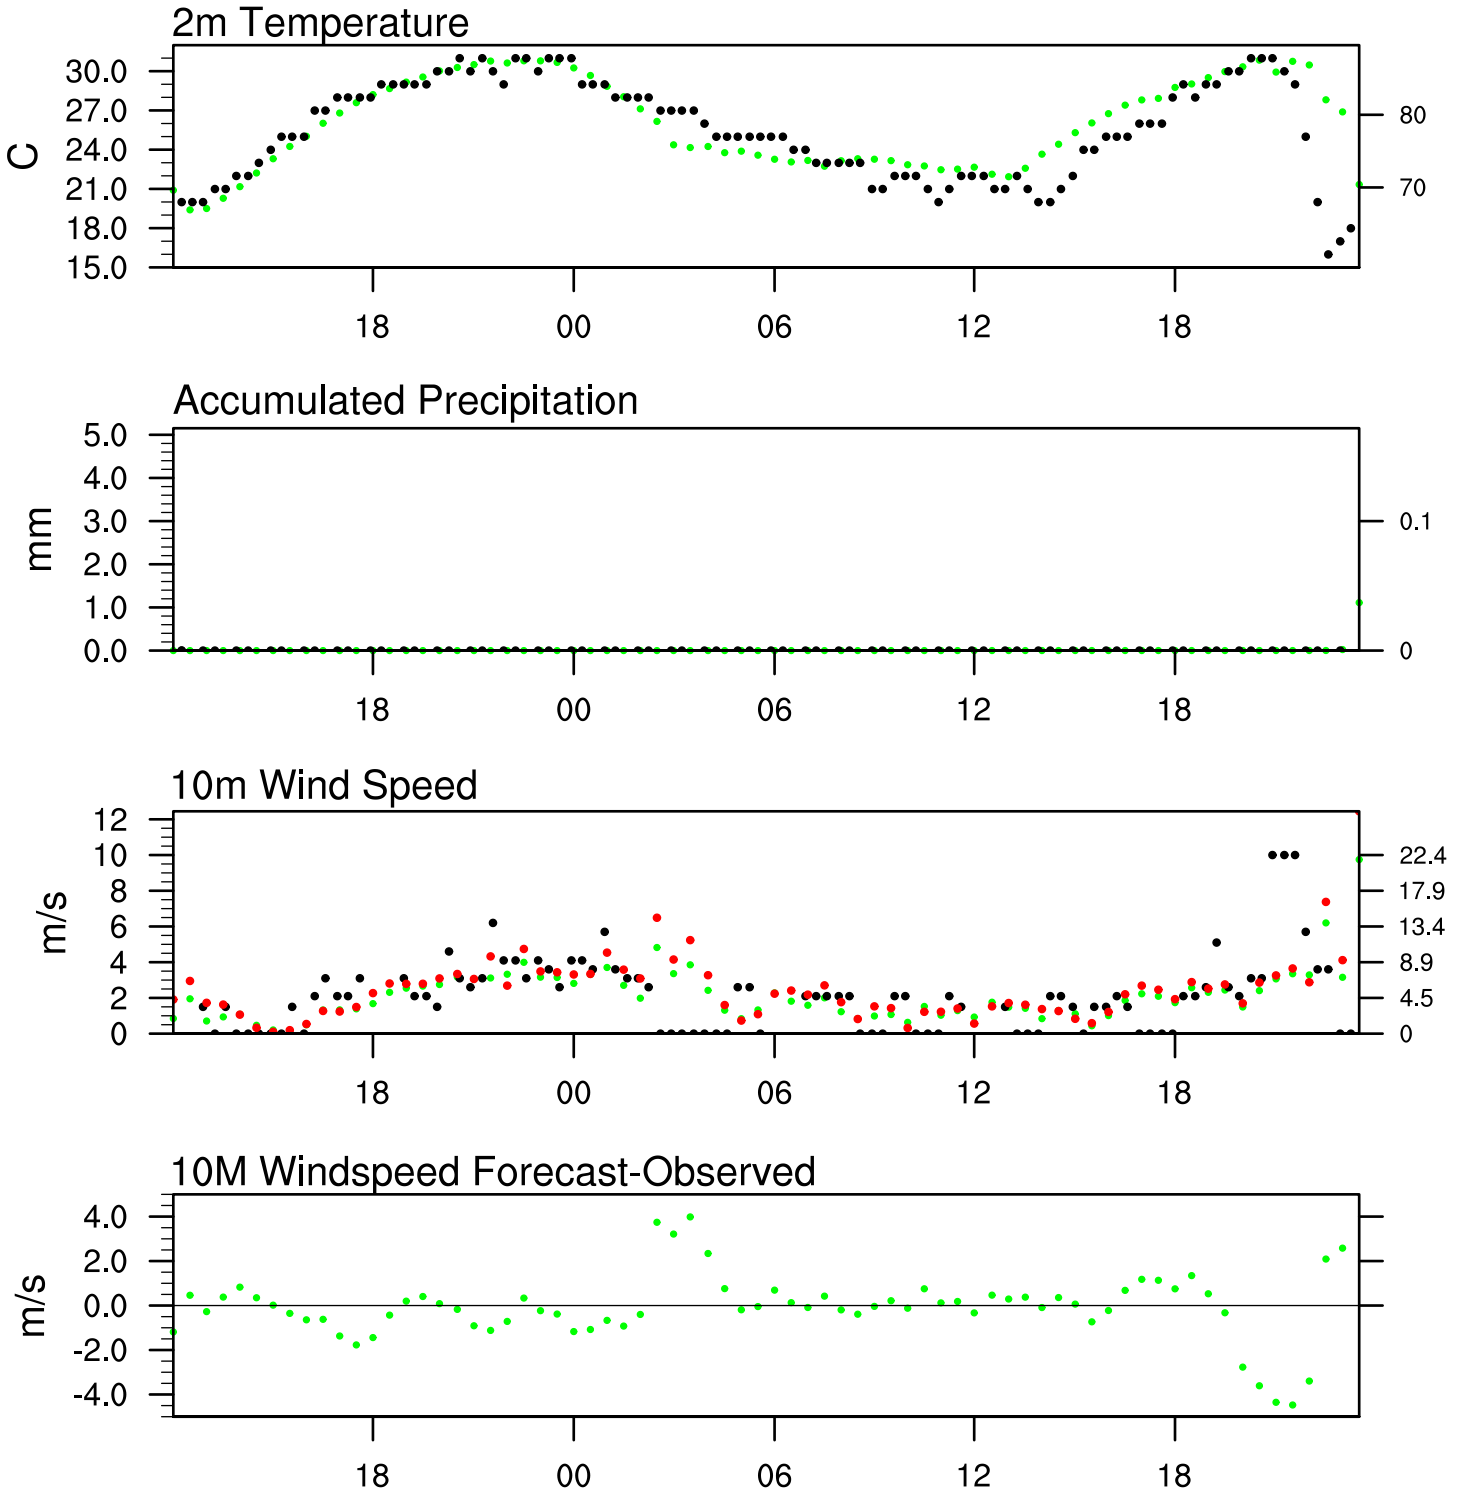 2m Temperature
30.0
27.0
24.0
21.0
18.0
15.0
C
80
70
18 00 06 12 18
Accumulated Precipitation
5.0
4.0
3.0
2.0
1.0
0.0
mm
0.1
0
18 00 06 12 18
10m Wind Speed
12
10
8
6
4
2
0
m/s
22.4
17.9
13.4
8.9
4.5
0
18 00 06 12 18
10M Windspeed Forecast-Observed
4.0
2.0
0.0
-2.0
-4.0
m/s
18 00 06 12 18